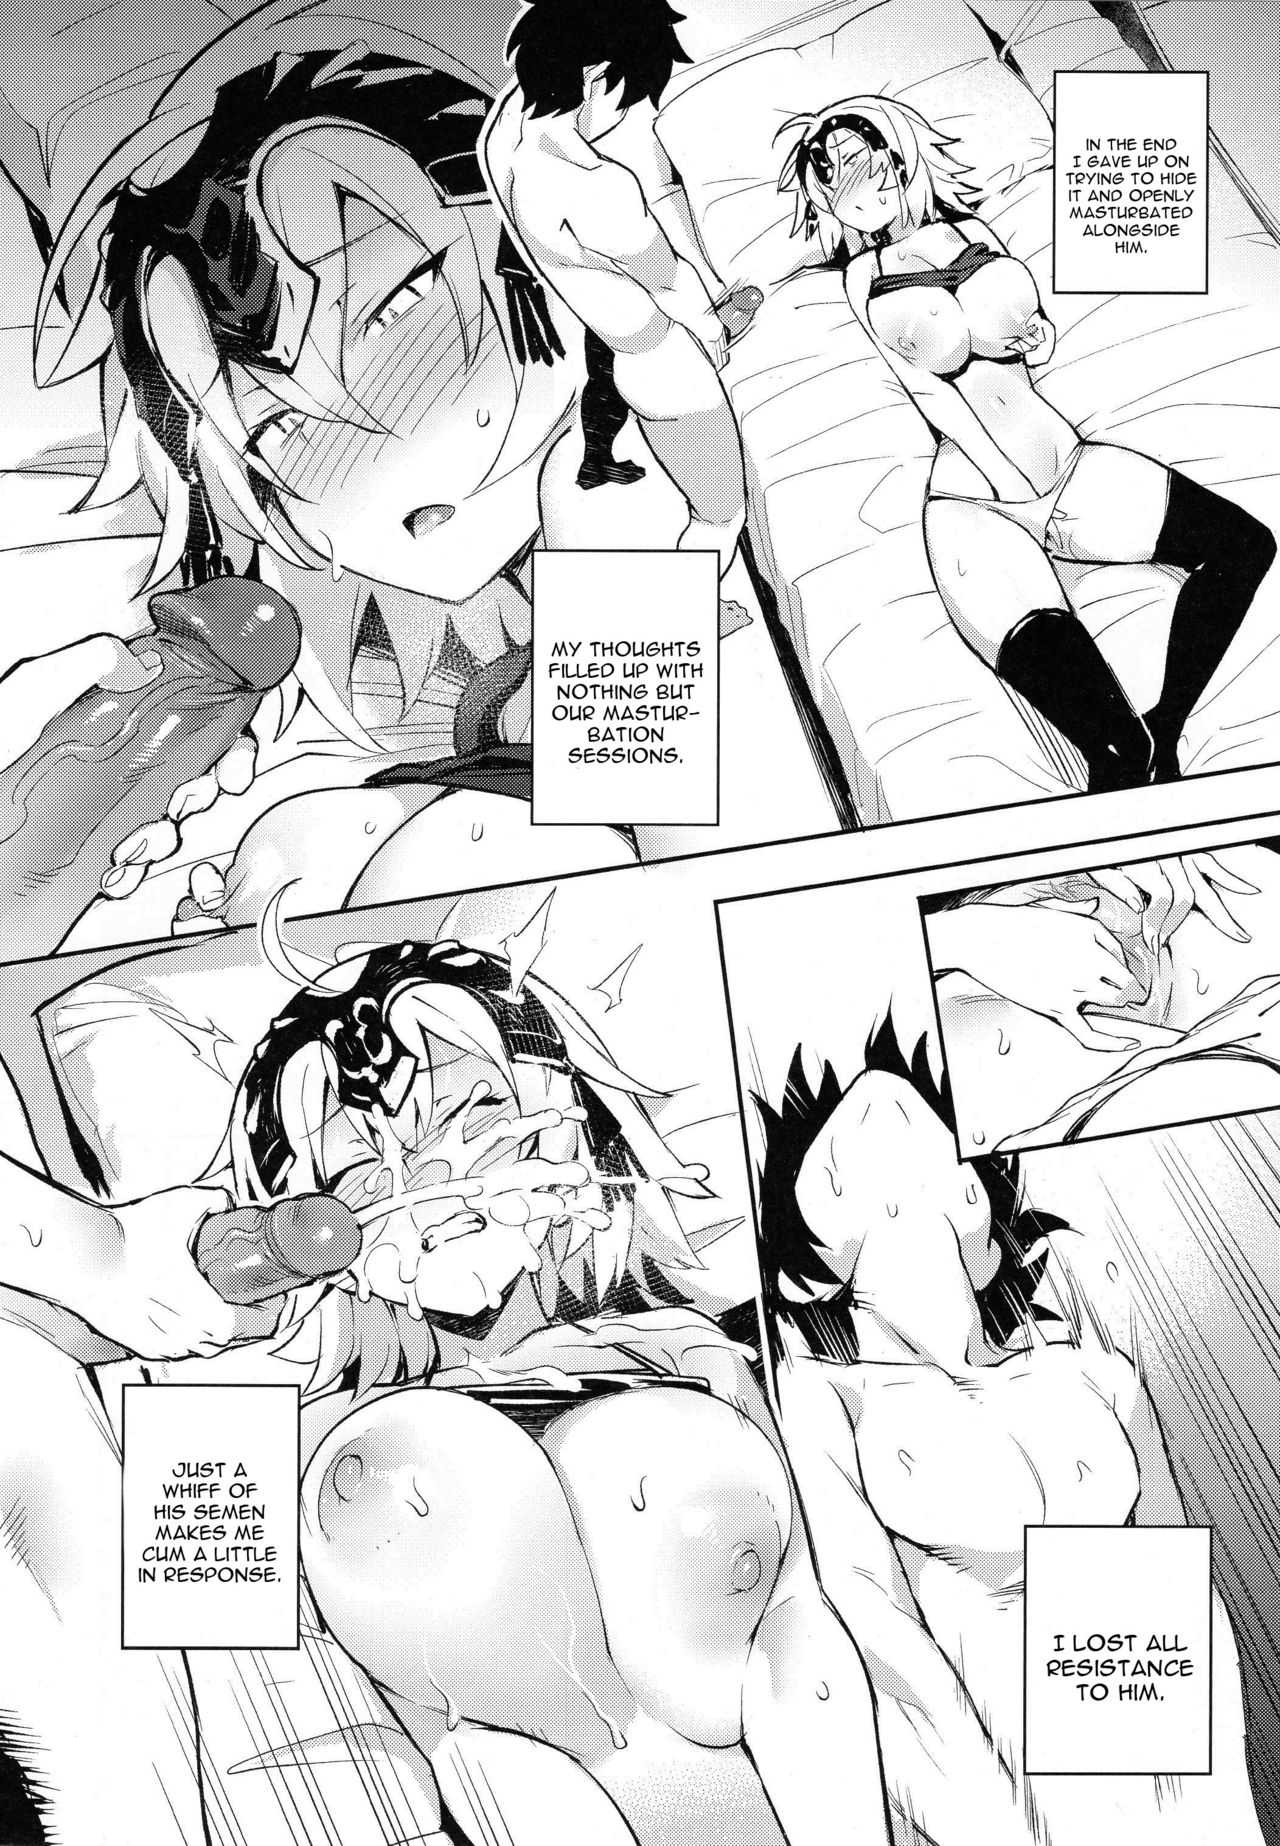 IN THE END
I GAVE UP ON
TRYING TO HIDE
IT AND OPENLY
MASTURBATED
ALONGSIDE
HIM.
MY THOUGHTS
FILLED UP WITH
NOTHING BUT
OUR MASTUR-
BATION
SESSIONS.
I LOST ALL
RESISTANCE
TO HIM.
JUST A
WHIFF OF
HIS SEMEN
MAKES ME
CUM A LITTLE
IN RESPONSE.